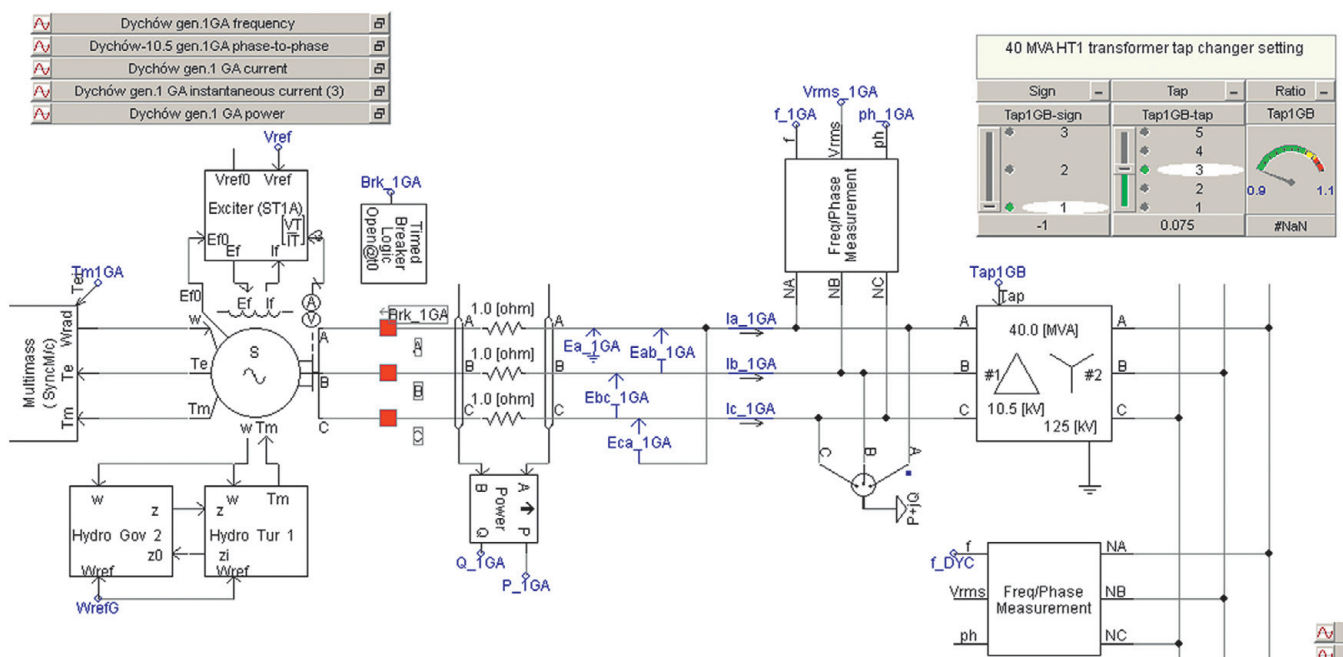 Dychów gen.1GA frequency
Dychów-10.5 gen.1GA phase-to-phase
Dychów gen.1 GA current
Dychów gen.1 GA instantaneous current (3)
Dychów gen.1 GA power
40 MVA HT1 transformer tap changer setting
Sign
Tap
Ratio
Tap1GB-sign
Tap1GB-tap
Tap1GB
3
2
1
5
4
3
2
1
0.9
1.1
-1
0.075
#NaN
Vref
Vref0 Vref
Exciter (ST1A)
VT
IT
Ef0
Ef If
3
Brk_1GA
Timed
Breaker
Logic
Open@t0
Vrms_1GA
f_1GA
ph_1GA
f
Vrms
ph
Freq/Phase
Measurement
NA
NB
NC
Tm1GA
Multimass
(SyncM/c)
Wrad
Te
Tm
Ef0
Ef If
w
Te
Tm
S
A
V
w Tm
A
B
C
Brk_1GA
A
B
C
1.0 [ohm]
1.0 [ohm]
1.0 [ohm]
A
B
C
A
B
C
Ea_1GA
Eab_1GA
Ebc_1GA
Eca_1GA
Ia_1GA
Ib_1GA
Ic_1GA
C
B
A
P+jQ
Tap1GB
Tap
40.0 [MVA]
A
B
C
#1
#2
10.5 [kV]
125 [kV]
A
B
C
w
z
Hydro Gov 2
z0
Wref
w
Tm
z
Hydro Tur 1
zi
Wref
WrefG
B
A
Power
Q
P
Q_1GA
P_1GA
f_DYC
f
Vrms
ph
Freq/Phase
Measurement
NA
NB
NC